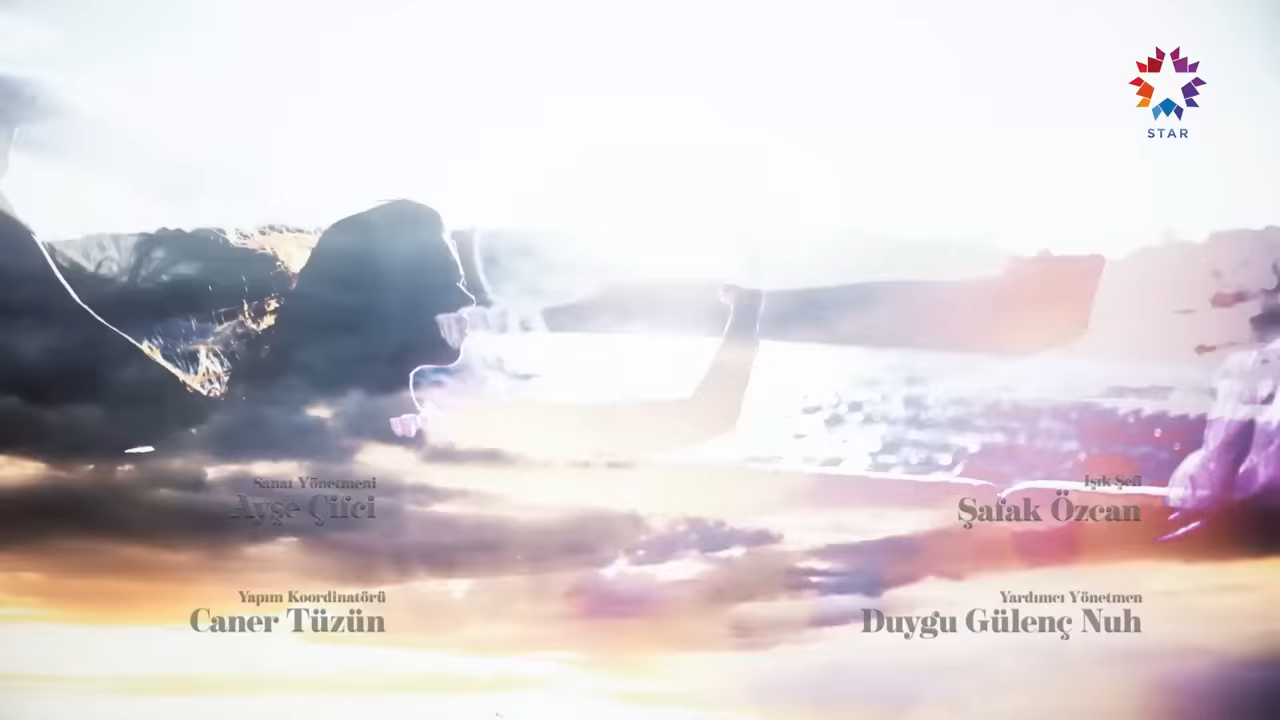 STAR
Sanat Yönetmeni
Ayşe Çifci
Işık Şefi
Şafak Özcan
Yapım Koordinatörü
Caner Tüzün
Yardımcı Yönetmen
Duygu Gülenç Nuh